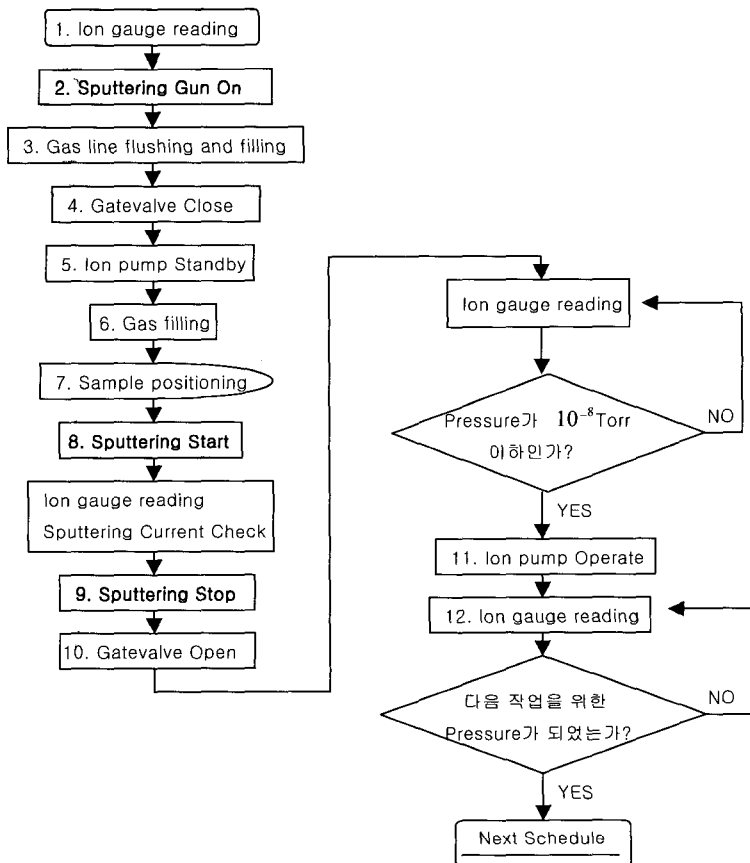 1. Ion gauge reading
2. Sputtering Gun On
3. Gas line flushing and filling
4. Gatevalve Close
5. Ion pump Standby
6. Gas filling
7. Sample positioning
8. Sputtering Start
Ion gauge reading
Sputtering Current Check
9. Sputtering Stop
10. Gatevalve Open
Ion gauge reading
Pressure가 10⁻⁸Torr
이하인가?
NO
YES
11. Ion pump Operate
12. Ion gauge reading
다음 작업을 위한
Pressure가 되었는가?
NO
YES
Next Schedule